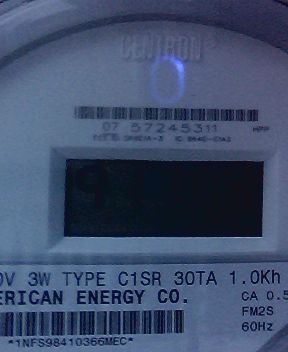 CENTRON
07 57245311
0V 3W TYPE C1SR 30TA 1.0Kh
ERICAN ENERGY CO.
CA 0.5
FM2S
60Hz
*1NFS98410366MEC*